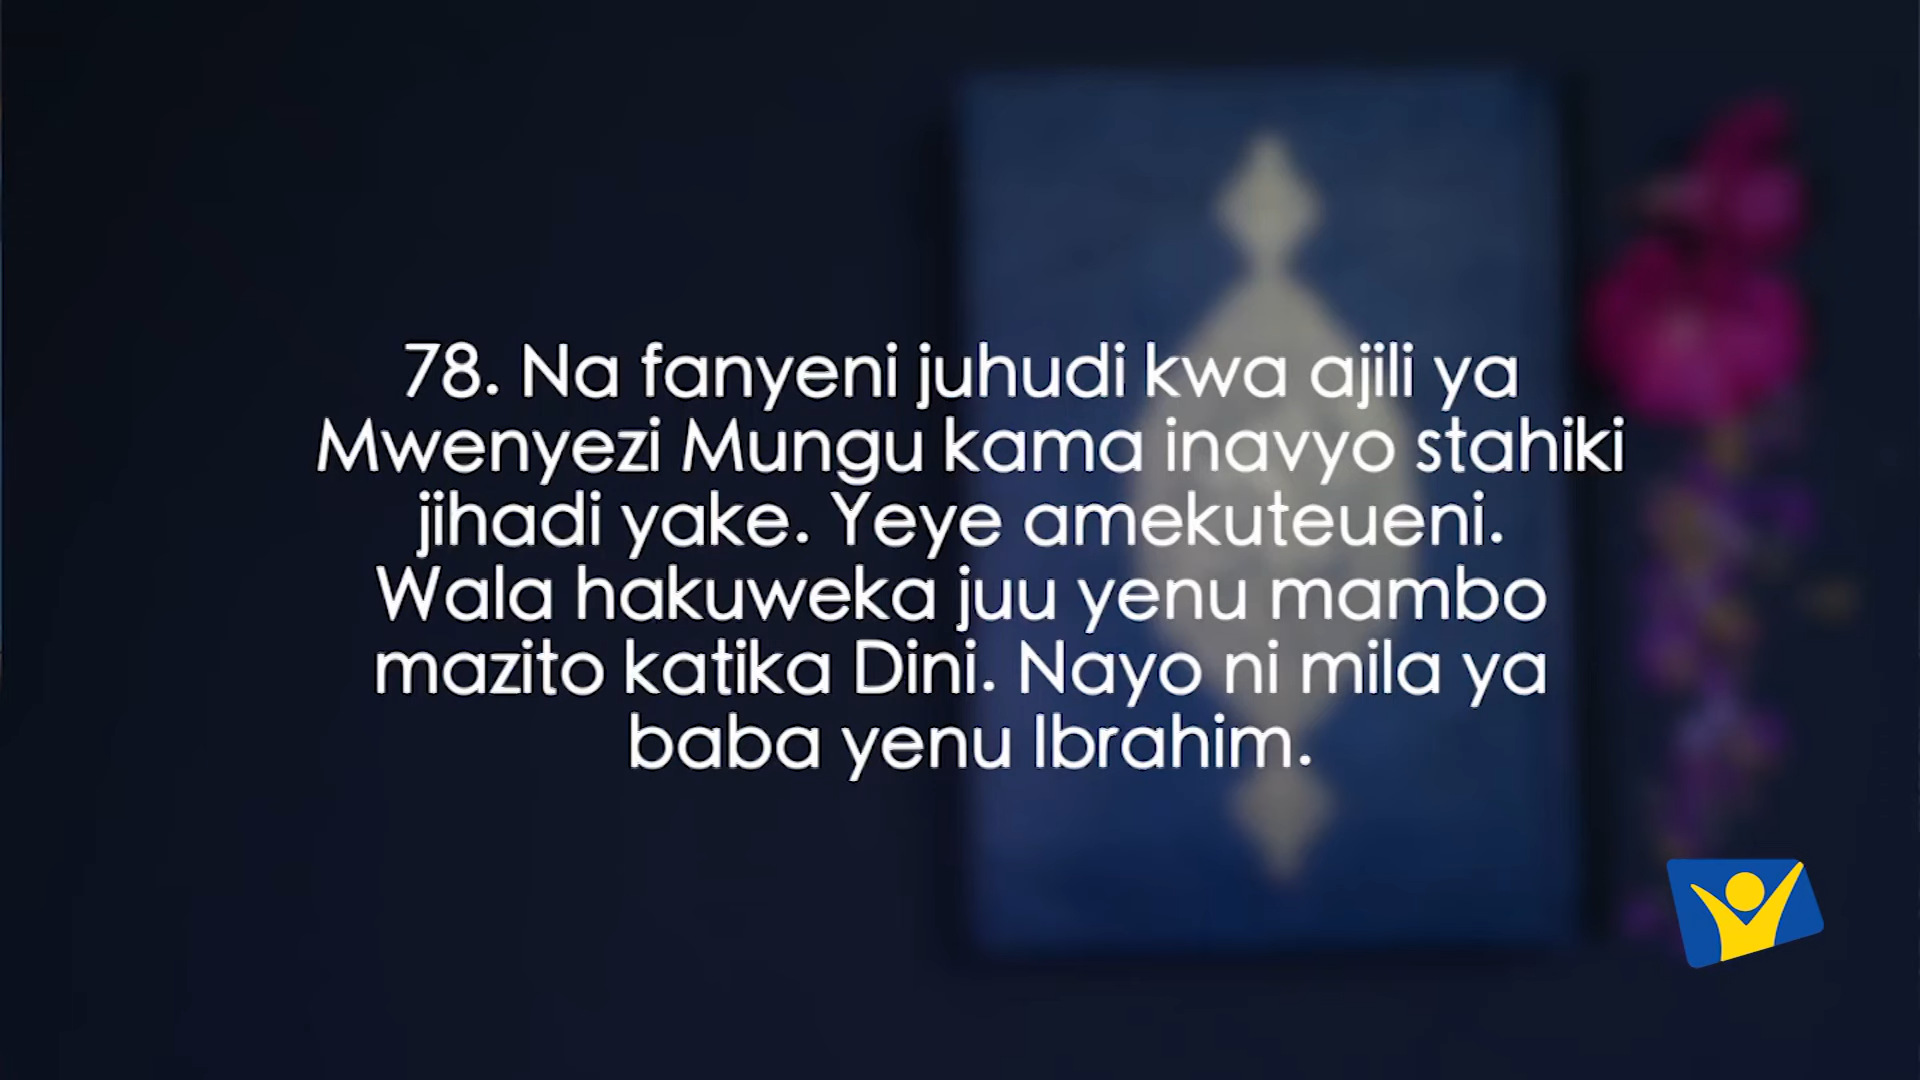 78. Na fanyeni juhudi kwa ajili ya
Mwenyezi Mungu kama inavyo stahiki
jihadi yake. Yeye amekuteueni.
Wala hakuweka juu yenu mambo
mazito katika Dini. Nayo ni mila ya
baba yenu Ibrahim.